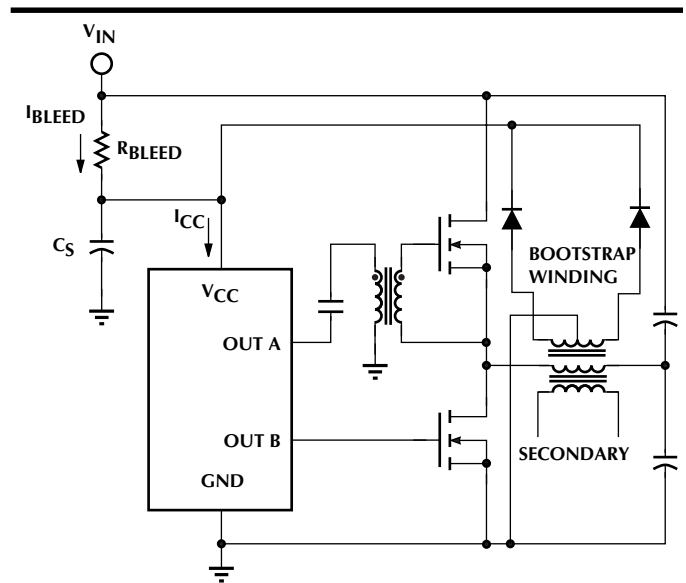 VIN
IBLEED
RBLEED
ICC
CS
BOOTSTRAP
WINDING
VCC
OUT A
OUT B
SECONDARY
GND